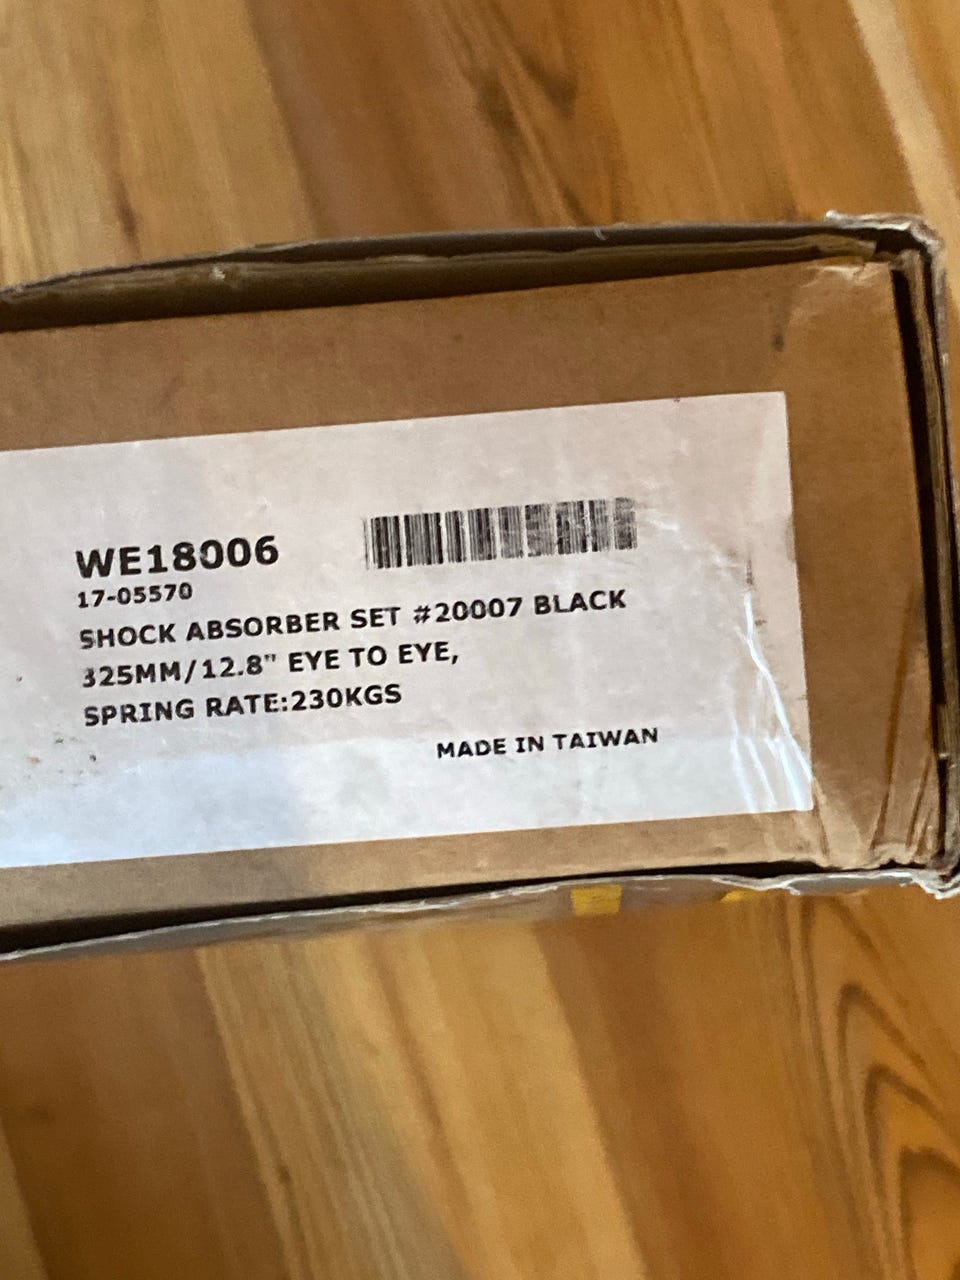 WE18006
17-05570
SHOCK ABSORBER SET #20007 BLACK
325MM/12.8" EYE TO EYE,
SPRING RATE:230KGS
MADE IN TAIWAN